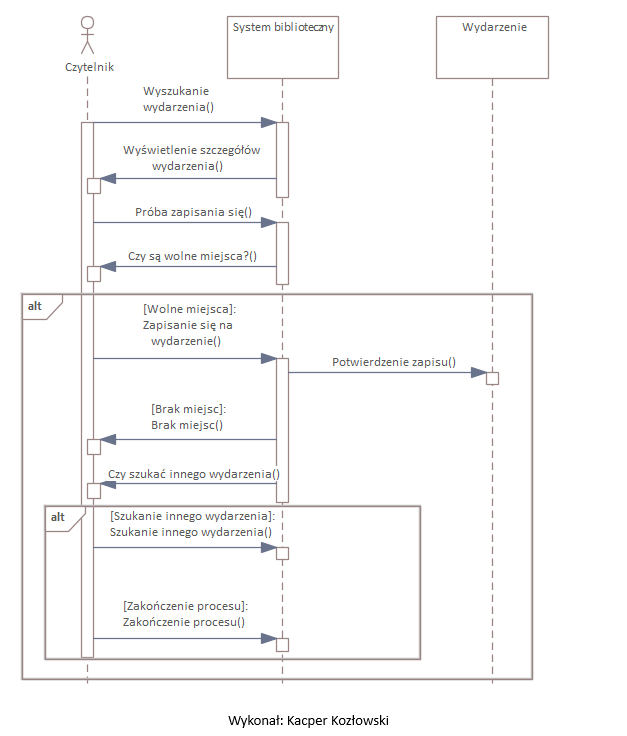 System biblioteczny
Wydarzenie
Czytelnik
Wyszukanie
wydarzenia()
Wyświetlenie szczegółów
wydarzenia()
Próba zapisania się()
Czy są wolne miejsca?()
alt
[Wolne miejsca]:
Zapisanie się na
wydarzenie()
Potwierdzenie zapisu()
[Brak miejsc]:
Brak miejsc()
Czy szukać innego wydarzenia()
alt
[Szukanie innego wydarzenia]:
Szukanie innego wydarzenia()
[Zakończenie procesu]:
Zakończenie procesu()
Wykonał: Kacper Kozłowski